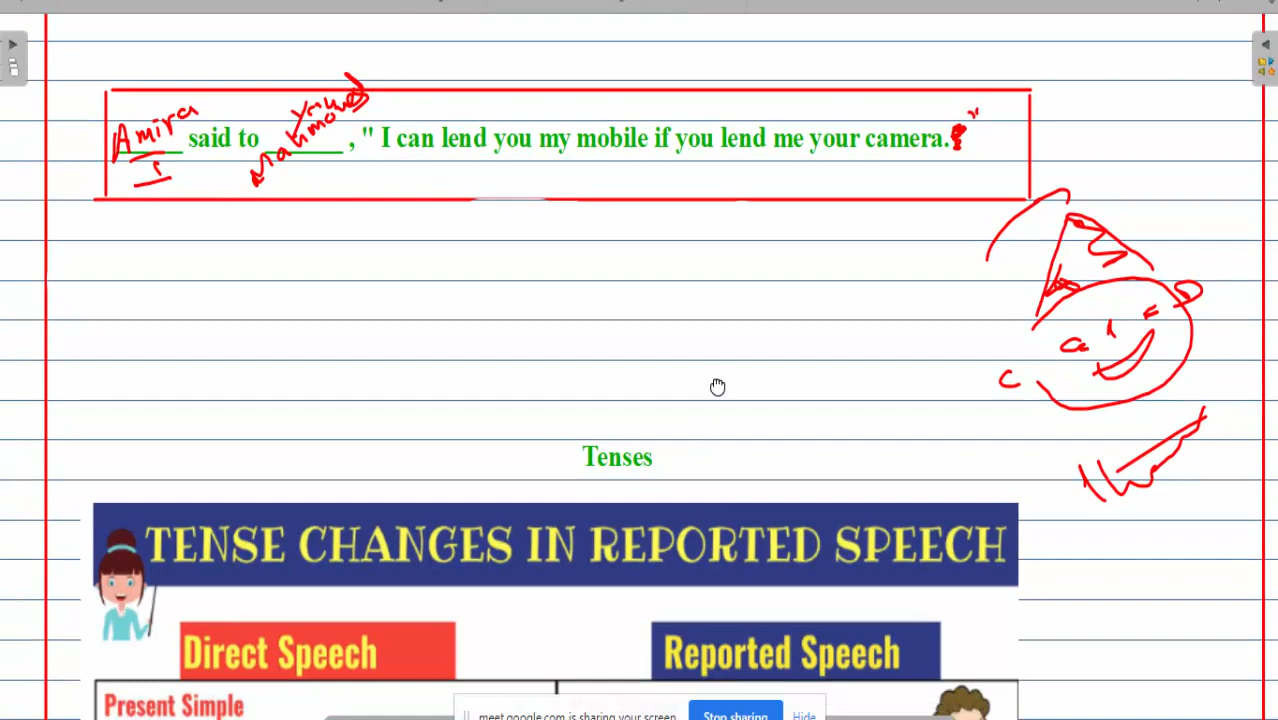 Amira said to Mahmoud , " I can lend you my mobile if you lend me your camera."
I
Tenses
TENSE CHANGES IN REPORTED SPEECH
Direct Speech Reported Speech
Present Simple
meet.google.com is sharing your screen. Stop sharing Hide